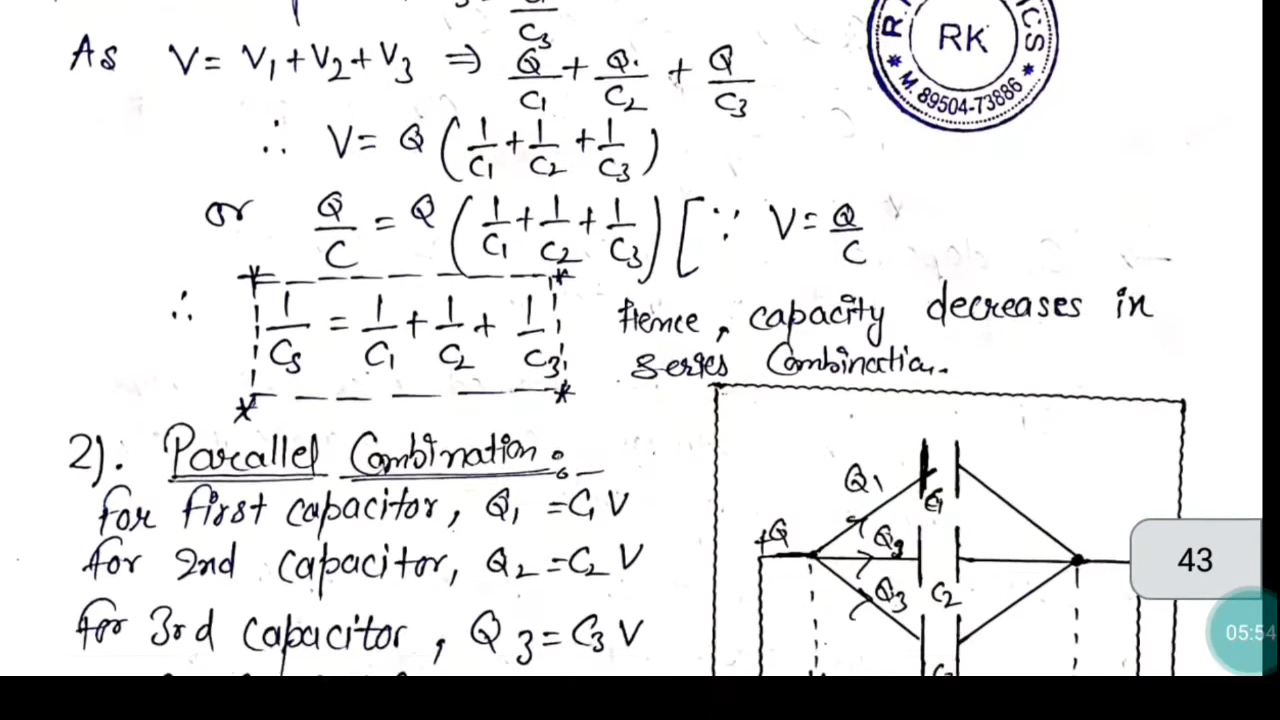 C3
As V = V1 + V2 + V3 ⇒ Q/C1 + Q/C2 + Q/C3
∴ V = Q (1/C1 + 1/C2 + 1/C3)
or Q/C = Q (1/C1 + 1/C2 + 1/C3) [∵ V = Q/C
∴ 1/Cs = 1/C1 + 1/C2 + 1/C3
Hence, capacity decreases in
series Combination.
2). Parallel Combination :-
for first capacitor, Q1 = C1 V
for 2nd capacitor, Q2 = C2 V
for 3rd capacitor, Q3 = C3 V
RK
* M. 89504-73886 *
Q1
C1
+Q
Q2
C2
Q3
43
05:54